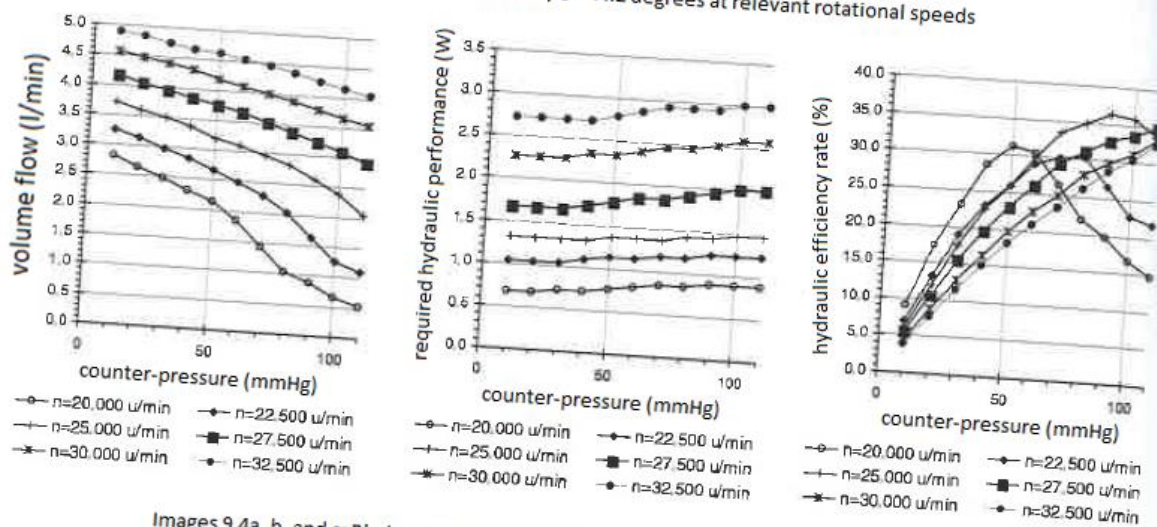 degrees at relevant rotational speeds
volume flow (l/min)
5.0
4.5
4.0
3.5
3.0
2.5
2.0
1.5
1.0
0.5
0.0
0
50
100
counter-pressure (mmHg)
n=20.000 u/min
n=22.500 u/min
n=25.000 u/min
n=27.500 u/min
n=30.000 u/min
n=32.500 u/min
required hydraulic performance (W)
3.5
3.0
2.5
2.0
1.5
1.0
0.5
0.0
0
50
100
counter-pressure (mmHg)
n=20.000 u/min
n=22.500 u/min
n=25.000 u/min
n=27.500 u/min
n=30.000 u/min
n=32.500 u/min
hydraulic efficiency rate (%)
40.0
35.0
30.0
25.0
20.0
15.0
10.0
5.0
0.0
0
50
100
counter-pressure (mmHg)
n=20.000 u/min
n=22.500 u/min
n=25.000 u/min
n=27.500 u/min
n=30.000 u/min
n=32.500 u/min
Images 9.4a, b, and